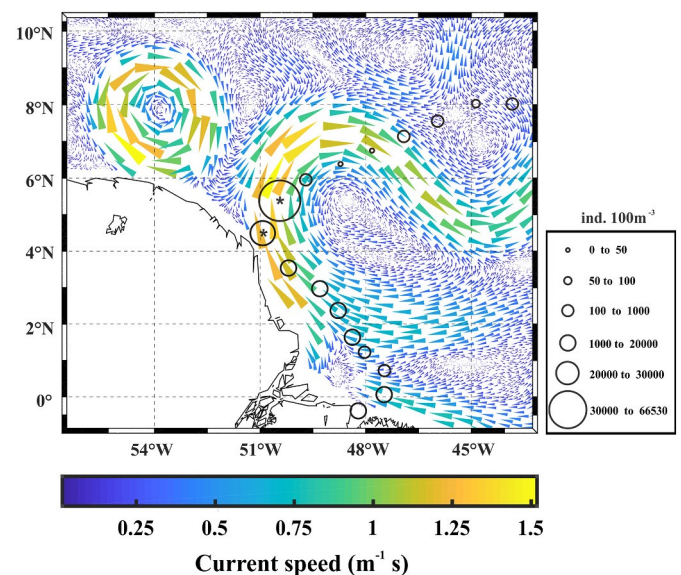 10°N
8°N
6°N
4°N
2°N
0°
54°W 51°W 48°W 45°W
*
*
ind. 100m⁻³
0 to 50
50 to 100
100 to 1000
1000 to 20000
20000 to 30000
30000 to 66530
0.25 0.5 0.75 1 1.25 1.5
Current speed (m⁻¹ s)